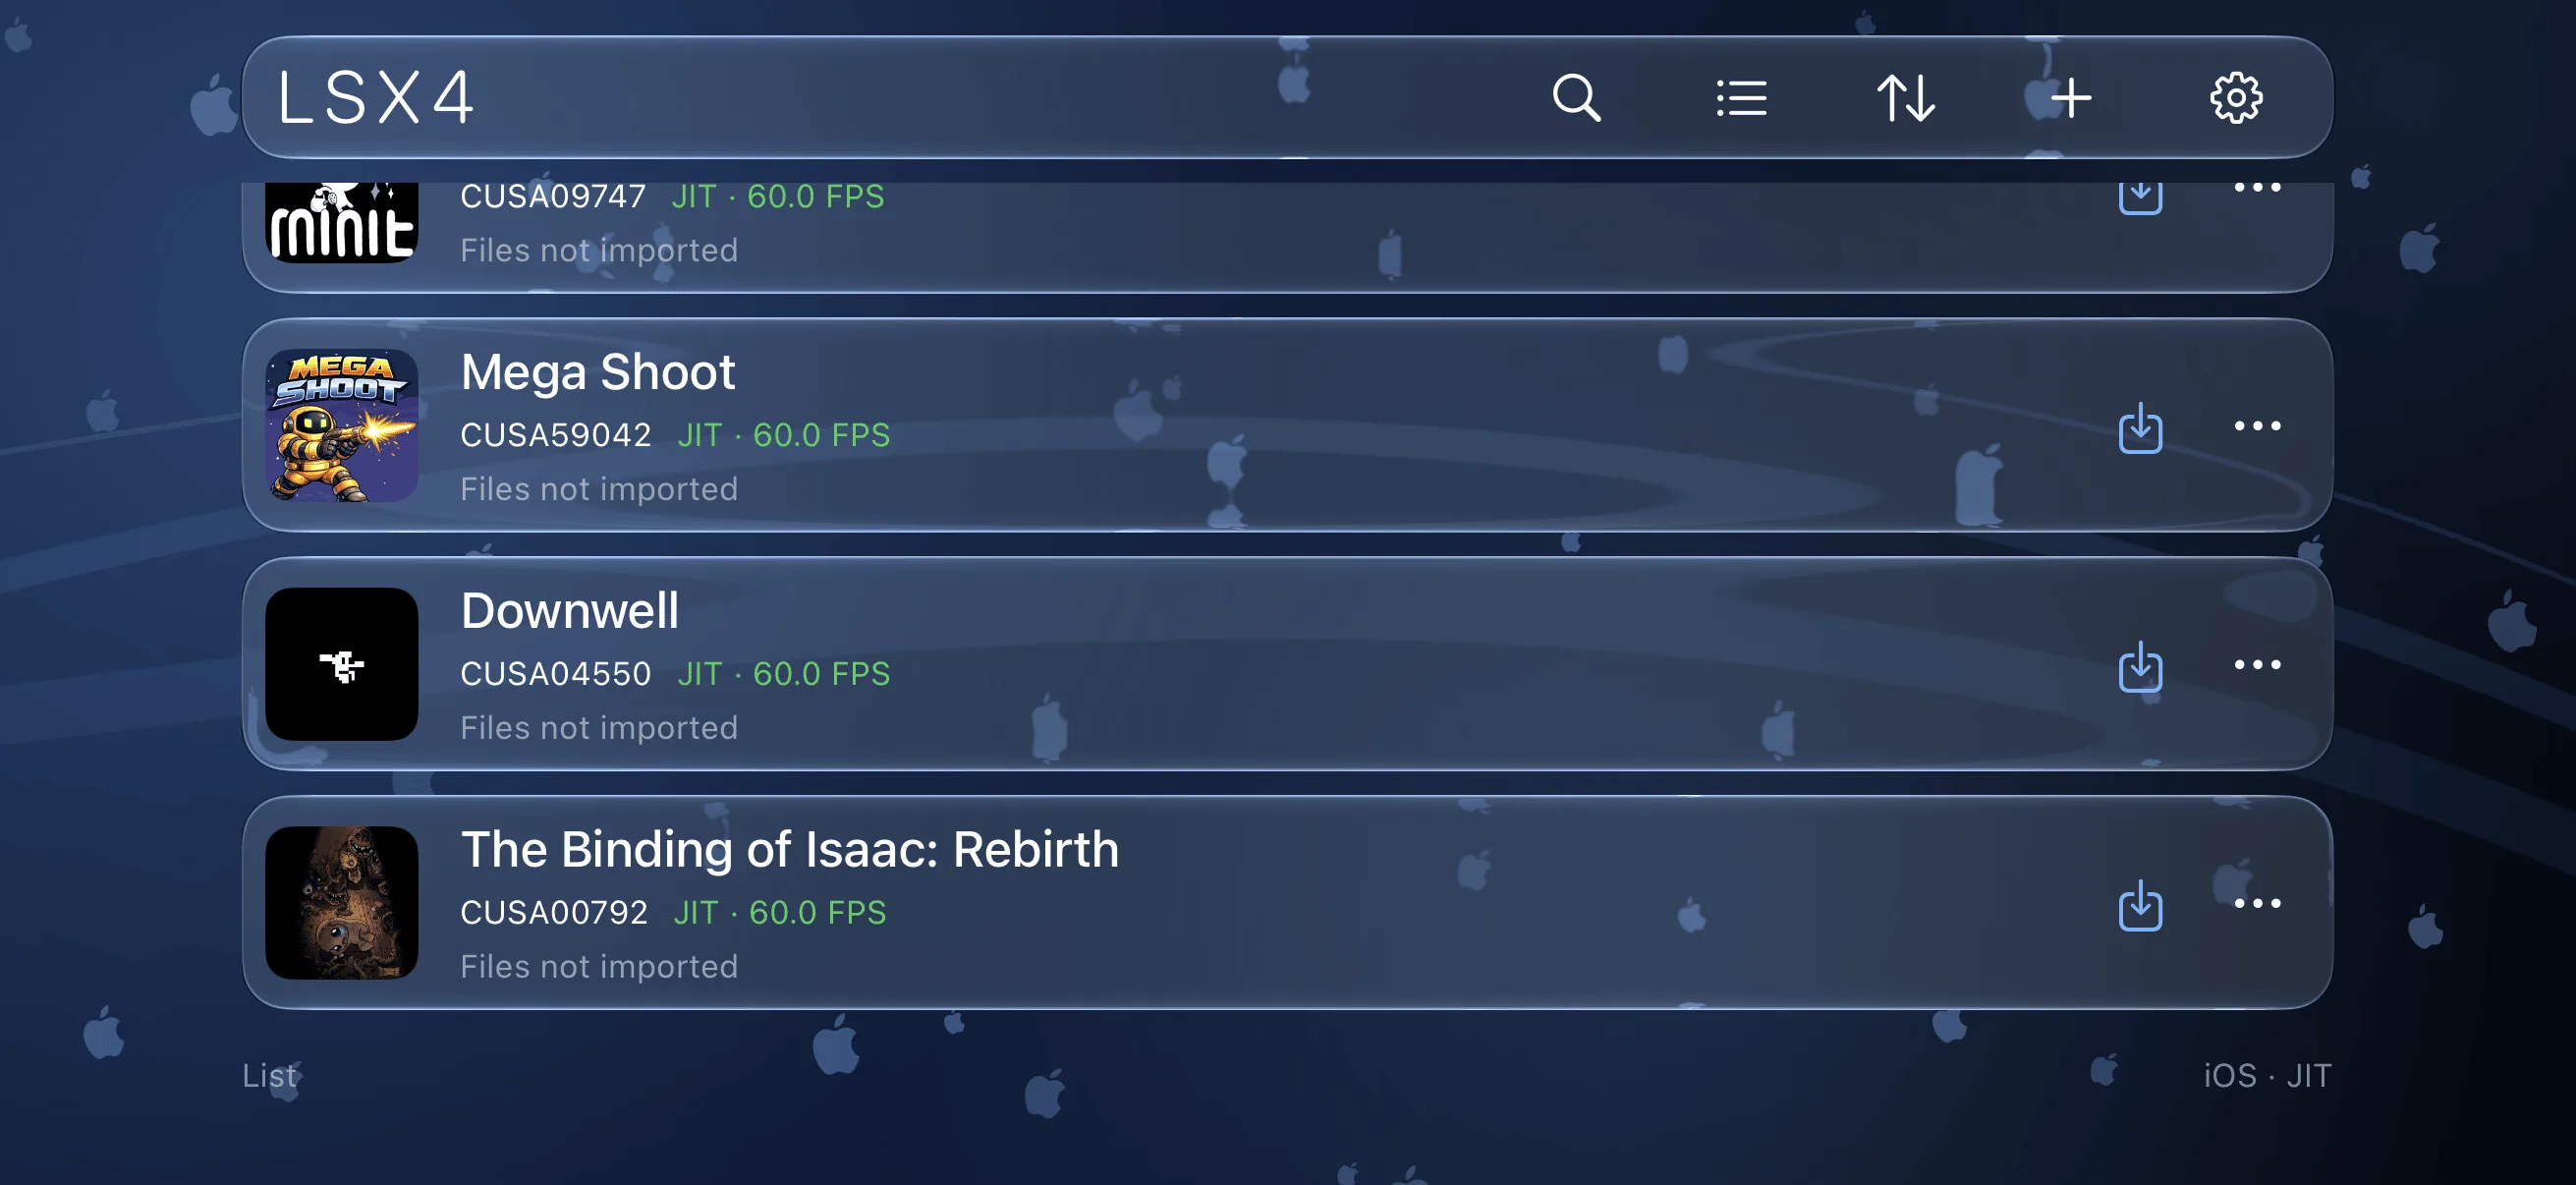 LSX4
minit
CUSA09747 JIT · 60.0 FPS
Files not imported
MEGA
SHOOT
Mega Shoot
CUSA59042 JIT · 60.0 FPS
Files not imported
Downwell
CUSA04550 JIT · 60.0 FPS
Files not imported
The Binding of Isaac: Rebirth
CUSA00792 JIT · 60.0 FPS
Files not imported
List
iOS · JIT